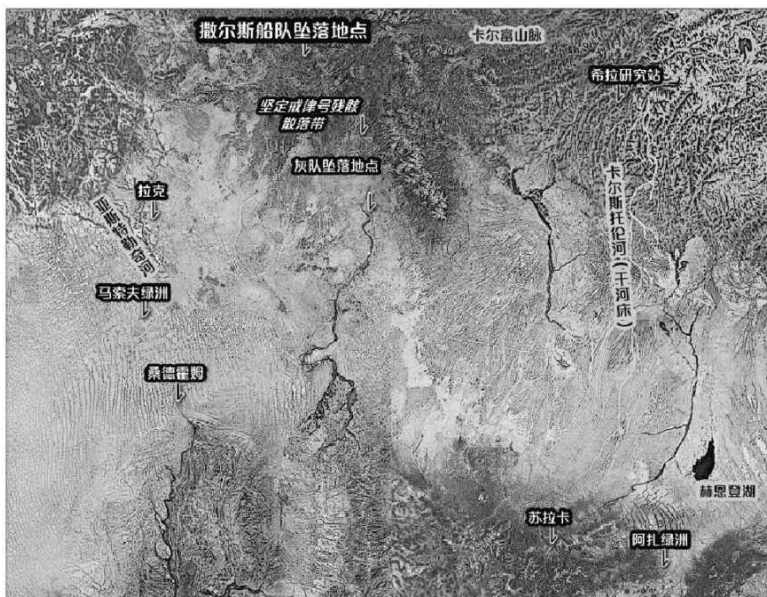 撒尔斯船队坠落地点
卡尔富山脉
希拉研究站
坚定戒律号残骸
散落带
灰队坠落地点
拉克
亚斯特勒奇河
卡尔斯托伦河(干河床)
马索夫绿洲
桑德霍姆
赫恩登湖
苏拉卡
阿扎绿洲